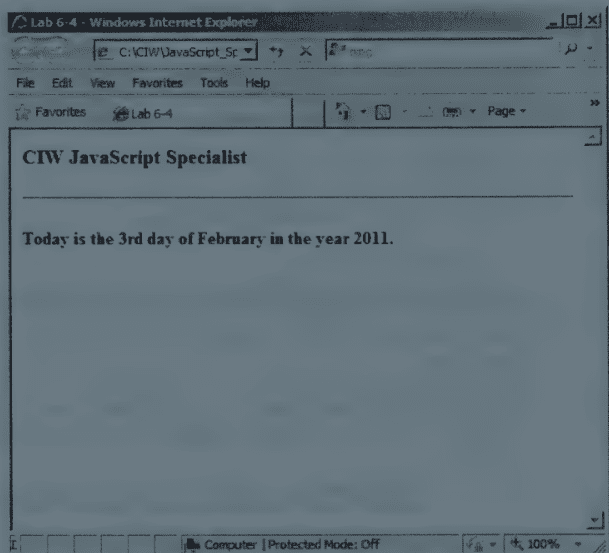 Lab 6-4 - Windows Internet Explorer
C:\CIW\JavaScript_Sp
File Edit View Favorites Tools Help
Favorites Lab 6-4 Page
CIW JavaScript Specialist
Today is the 3rd day of February in the year 2011.
Computer | Protected Mode: Off 100%